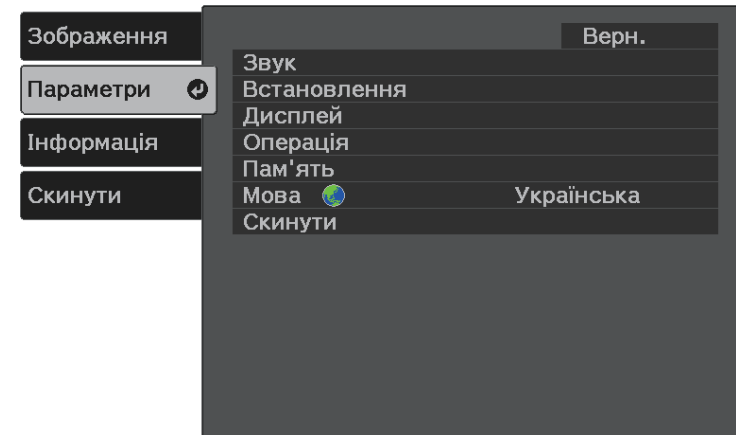 Зображення
Параметри
Інформація
Скинути
Верн.
Звук
Встановлення
Дисплей
Операція
Пам'ять
Мова Українська
Скинути